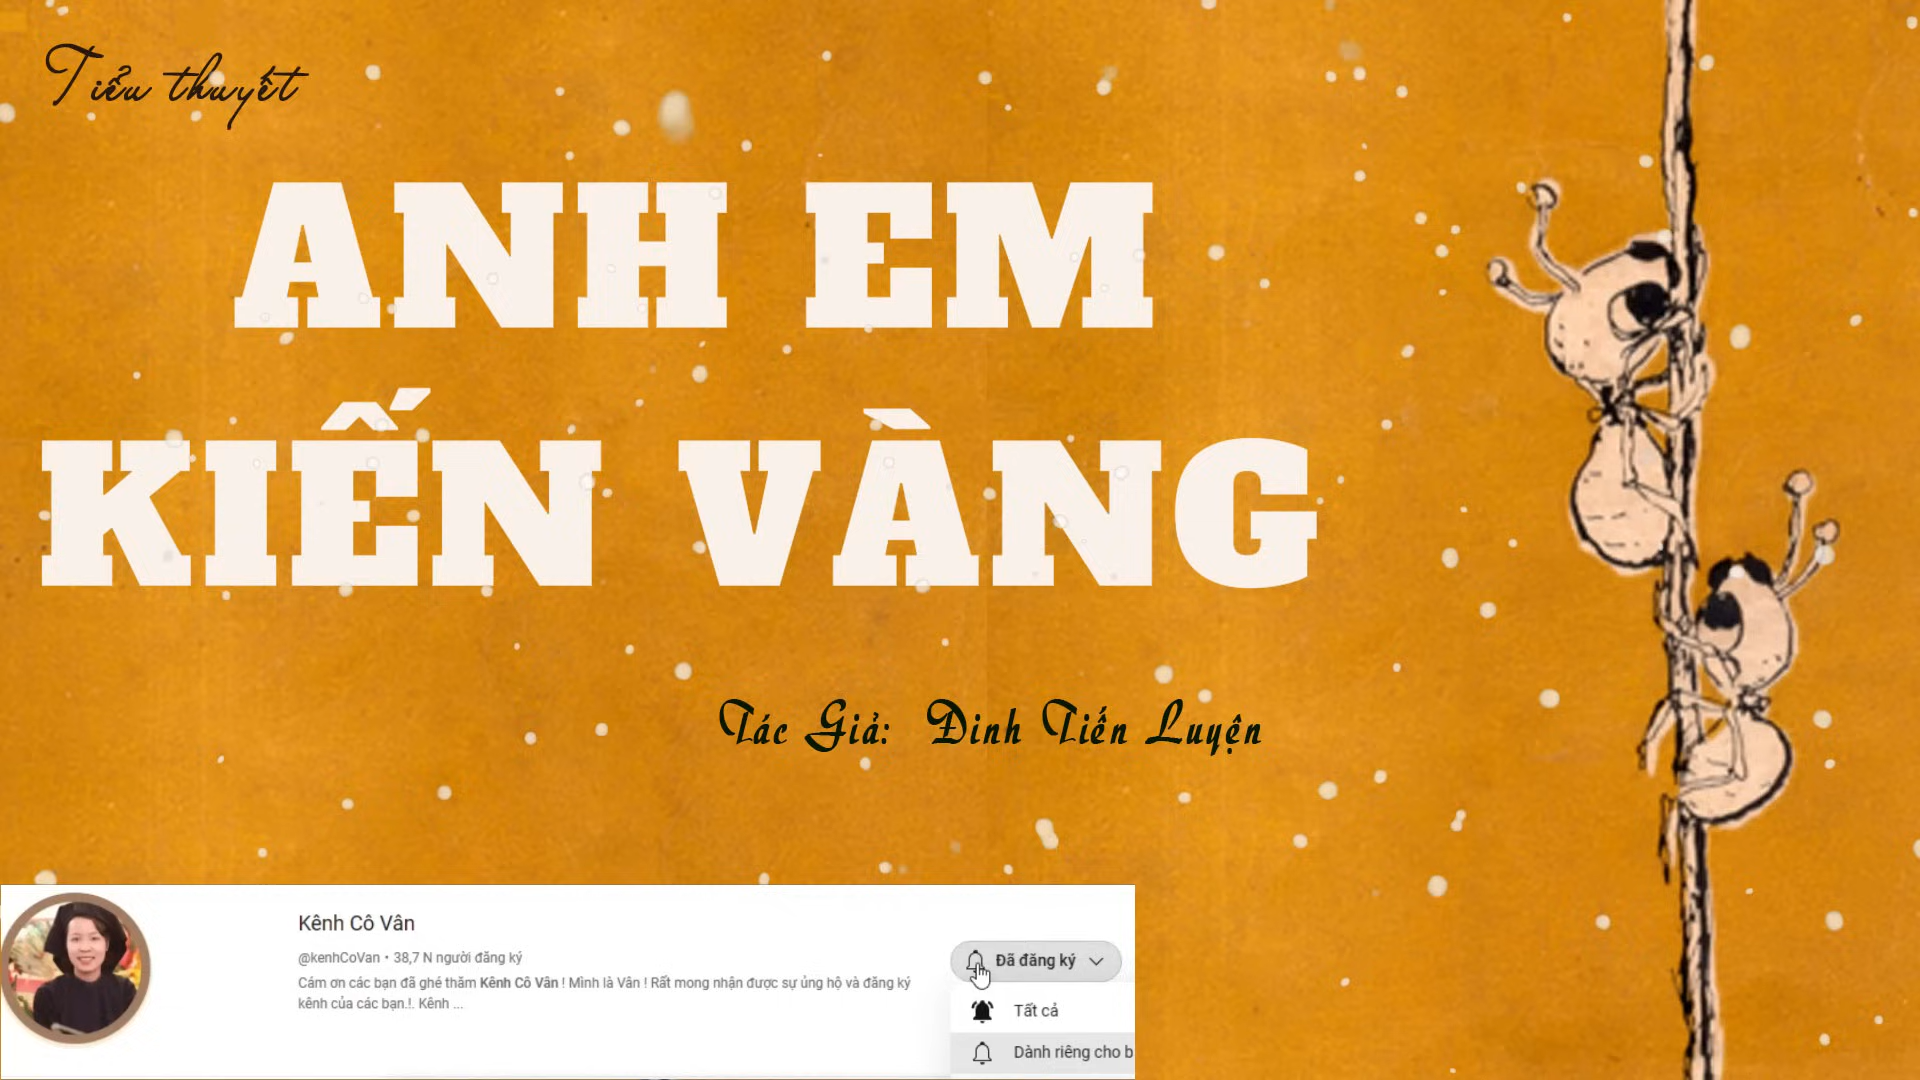 Tiểu thuyết
ANH EM
KIẾN VÀNG
Tác Giả: Đinh Tiến Luyện
Kênh Cô Vân
@kenhCoVan • 38,7 N người đăng ký
Cám ơn các bạn đã ghé thăm Kênh Cô Vân ! Mình là Vân ! Rất mong nhận được sự ủng hộ và đăng ký
kênh của các bạn.!. Kênh ...
Đã đăng ký
Tất cả
Dành riêng cho b